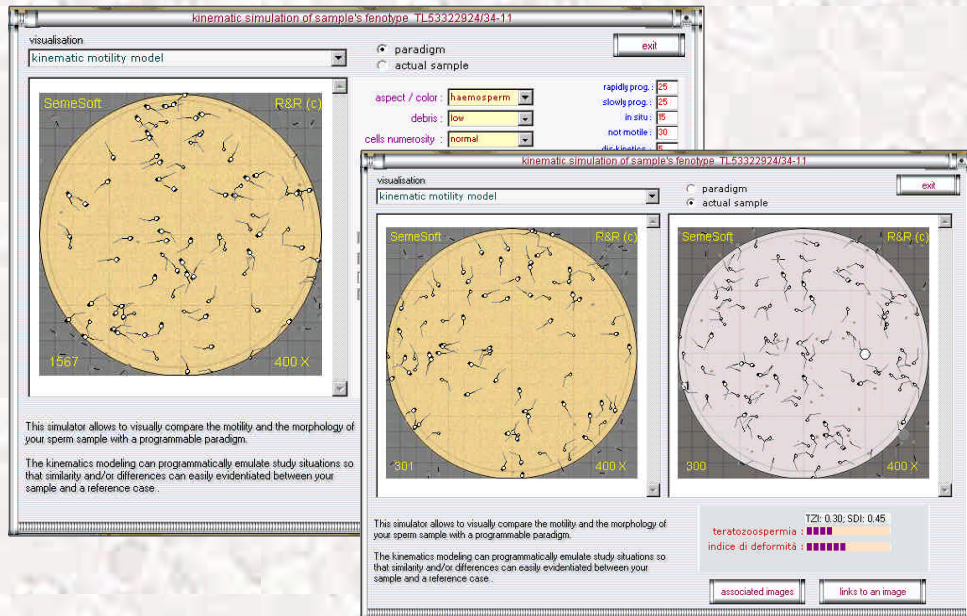 kinematic simulation of sample's fenotype TL53322924/34-11
visualisation
kinematic motility model
paradigm
actual sample
exit
SemeSoft
R&R (c)
1567
400 X
aspect / color : haemosperm
debris : low
cells numerosity : normal
rapidly prog. : 25
slowly prog. : 25
in situ : 15
not motile : 30
dis-kinetics : 5
This simulator allows to visually compare the motility and the morphology of
your sperm sample with a programmable paradigm.
The kinematics modeling can programmatically emulate study situations so
that similarity and/or differences can easily evidentiated between your
sample and a reference case .
kinematic simulation of sample's fenotype TL53322924/34-11
visualisation
kinematic motility model
paradigm
actual sample
exit
SemeSoft
R&R (c)
301
400 X
SemeSoft
R&R (c)
300
400 X
This simulator allows to visually compare the motility and the morphology of
your sperm sample with a programmable paradigm.
The kinematics modeling can programmatically emulate study situations so
that similarity and/or differences can easily evidentiated between your
sample and a reference case .
TZI: 0.30; SDI: 0.45
teratozoospermia :
indice di deformità :
associated images
links to an image